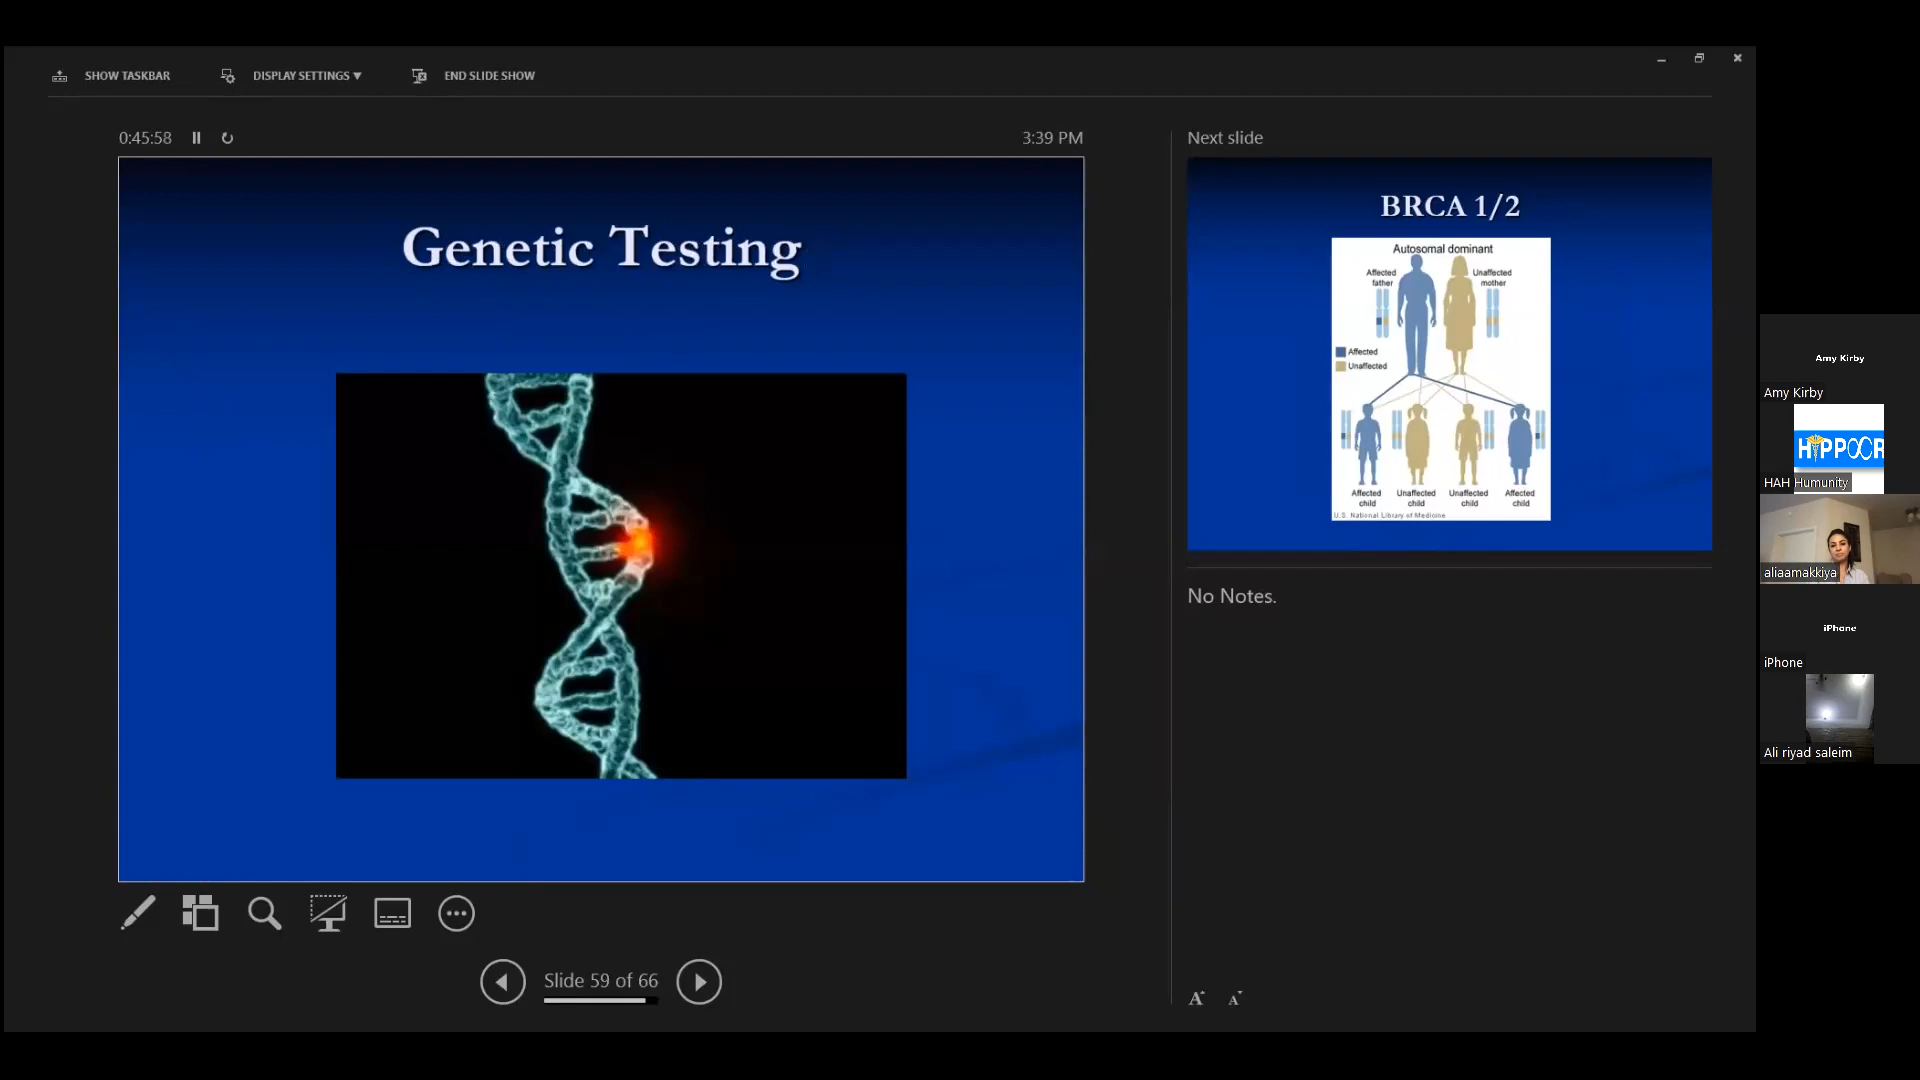 SHOW TASKBAR
DISPLAY SETTINGS ▼
END SLIDE SHOW
0:45:58
3:39 PM
Genetic Testing
Slide 59 of 66
Next slide
BRCA 1/2
Autosomal dominant
Affected father
Unaffected mother
Affected
Unaffected
Affected child
Unaffected child
Unaffected child
Affected child
U.S. National Library of Medicine
No Notes.
A
A
Amy Kirby
Amy Kirby
HIPPOCR
HAH Humunity
aliaamakkiya
iPhone
iPhone
Ali riyad saleim